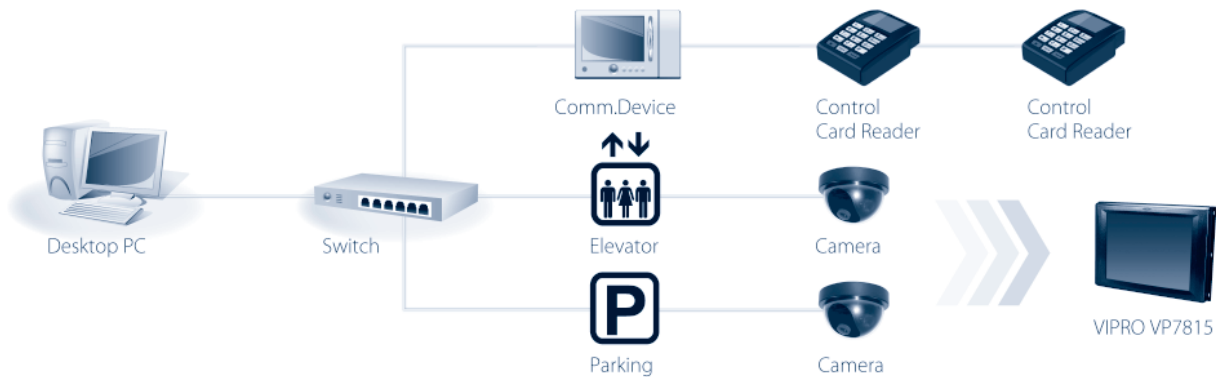 Comm.Device
Control
Card Reader
Control
Card Reader
Desktop PC
Switch
Elevator
Camera
P
Parking
Camera
VIPRO VP7815